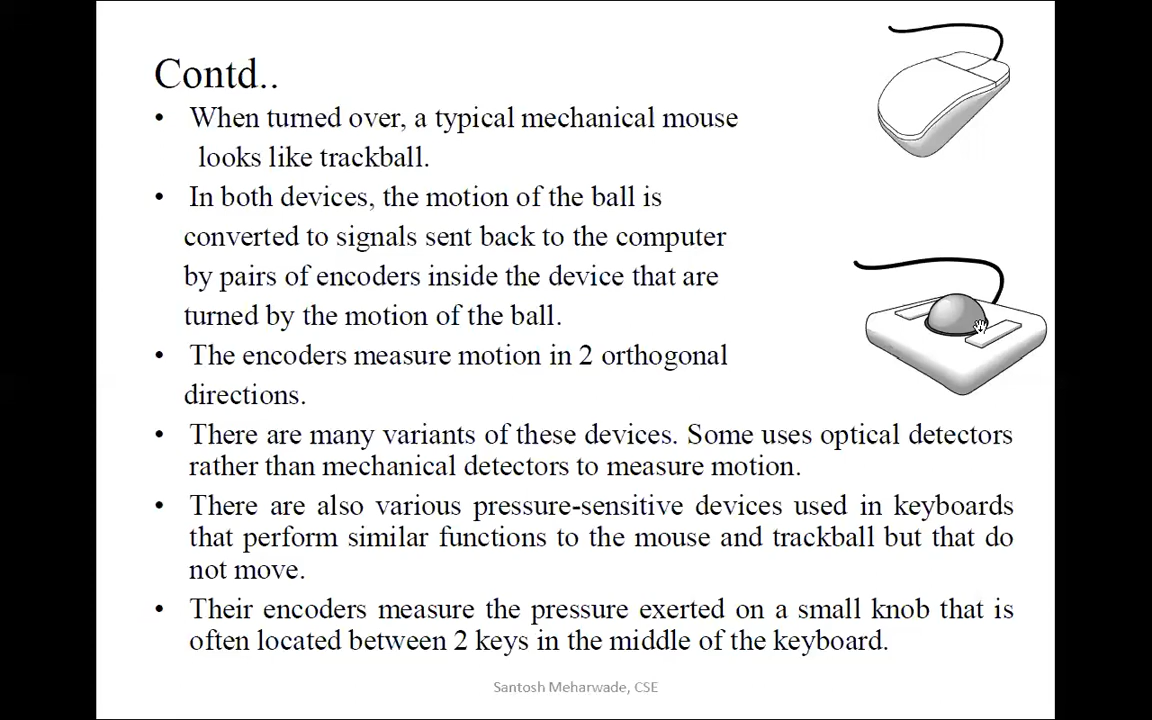 Contd..
• When turned over, a typical mechanical mouse
looks like trackball.
• In both devices, the motion of the ball is
converted to signals sent back to the computer
by pairs of encoders inside the device that are
turned by the motion of the ball.
• The encoders measure motion in 2 orthogonal
directions.
• There are many variants of these devices. Some uses optical detectors
rather than mechanical detectors to measure motion.
• There are also various pressure-sensitive devices used in keyboards
that perform similar functions to the mouse and trackball but that do
not move.
• Their encoders measure the pressure exerted on a small knob that is
often located between 2 keys in the middle of the keyboard.
Santosh Meharwade, CSE